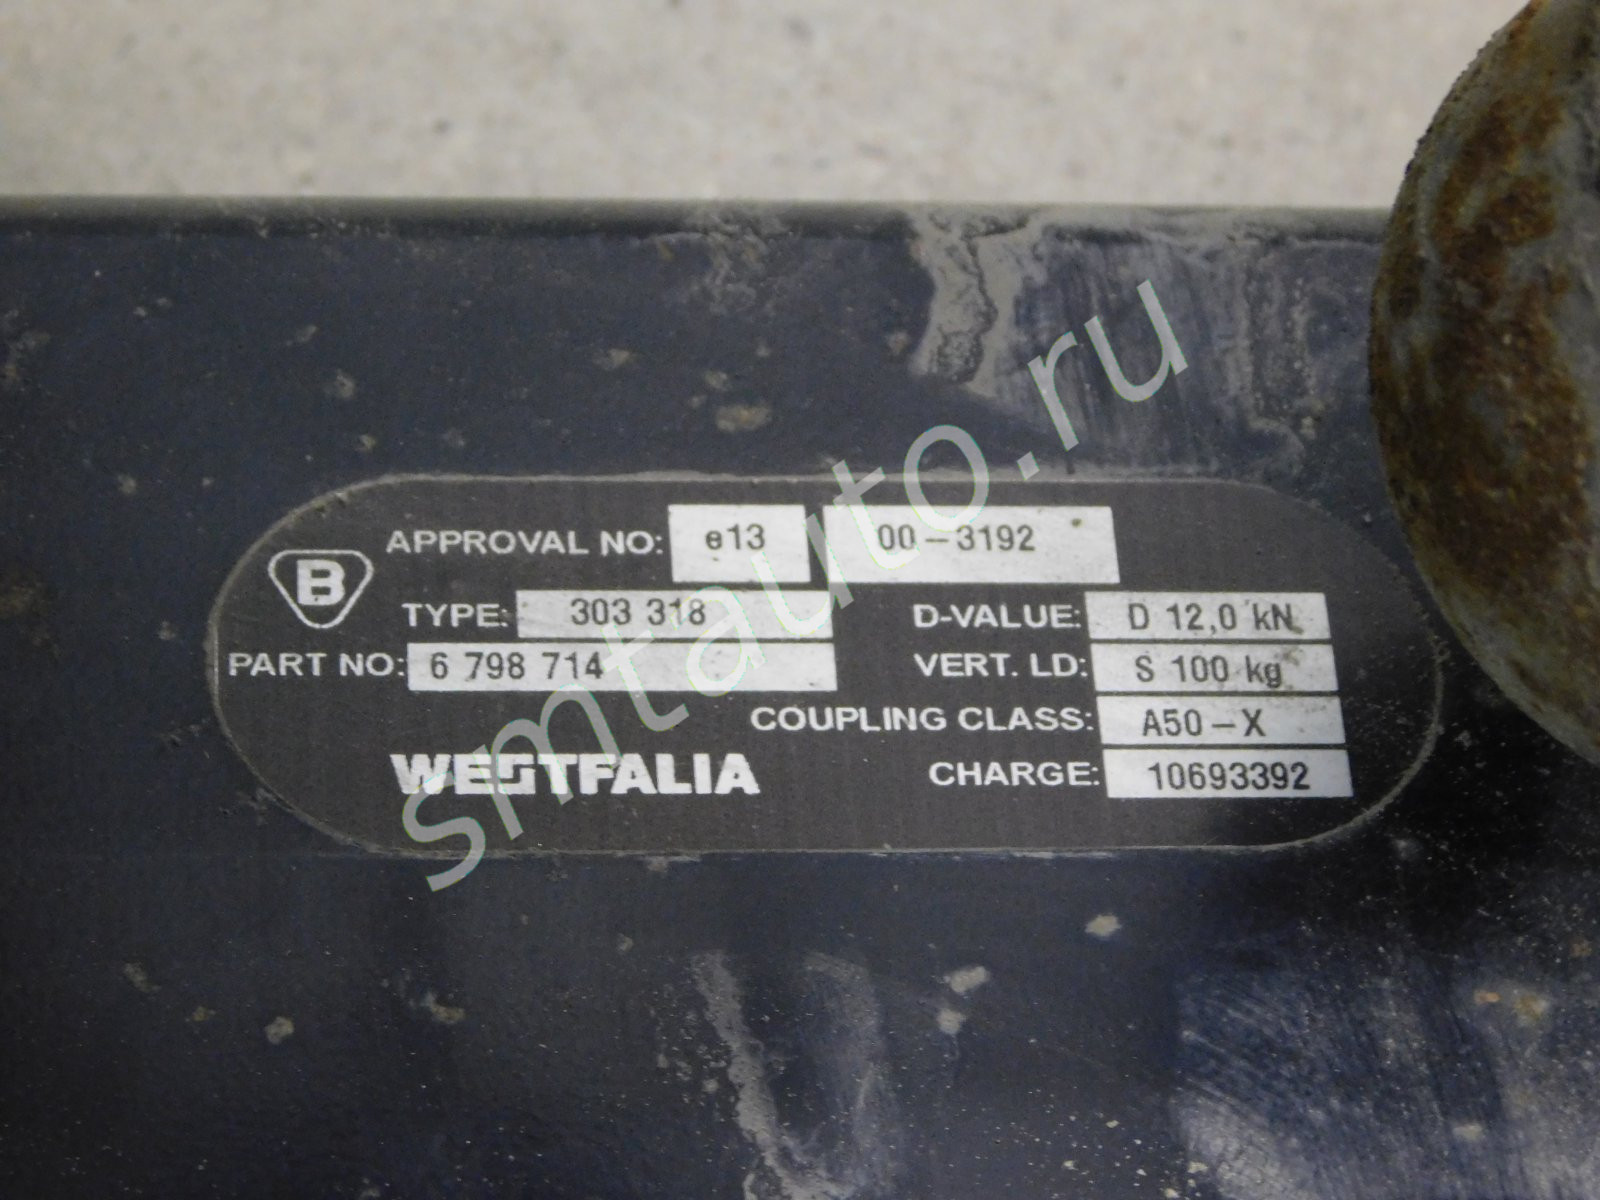 APPROVAL NO: e13 00-3192
B
TYPE: 303 318 D-VALUE: D 12,0 kN
PART NO: 6 798 714 VERT. LD: S 100 kg
COUPLING CLASS: A50-X
WESTFALIA CHARGE: 10693392
smtauto.ru